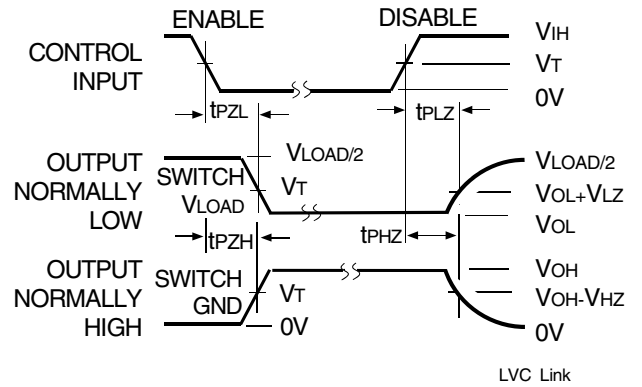 ENABLE DISABLE
CONTROL INPUT
VIH
VT
0V
tPZL tPLZ
OUTPUT NORMALLY LOW
SWITCH VLOAD
VLOAD/2
VT
VLOAD/2
VOL+VLZ
VOL
tPZH tPHZ
OUTPUT NORMALLY HIGH
SWITCH GND
VT
0V
VOH
VOH-VHZ
0V
LVC Link